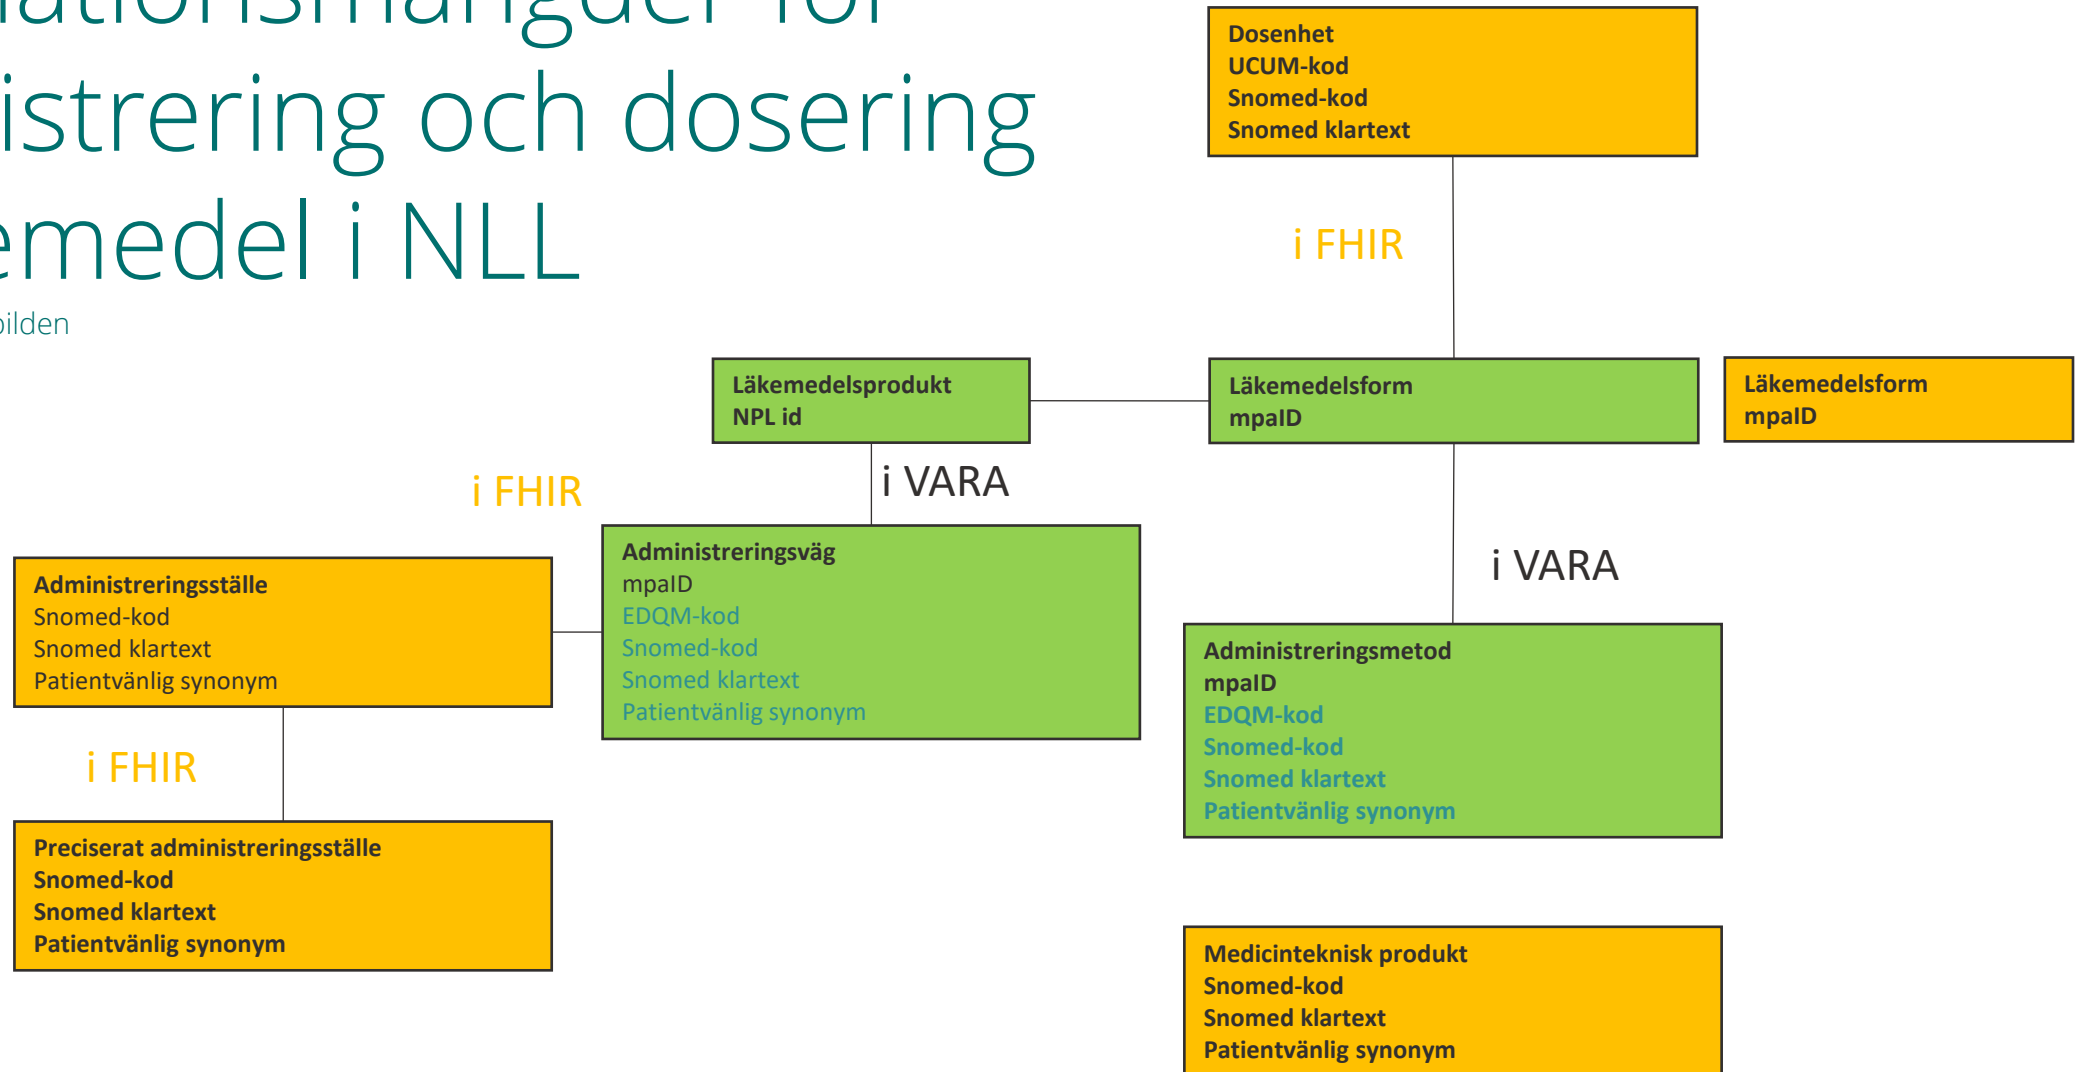 istrering och dosering
emedel i NLL
bilden
Dosenhet
UCUM-kod
Snomed-kod
Snomed klartext
i FHIR
Läkemedelsprodukt
NPL id
Läkemedelsform
mpaID
Läkemedelsform
mpaID
i FHIR
i VARA
Administreringsställe
Snomed-kod
Snomed klartext
Patientvänlig synonym
Administreringsväg
mpaID
EDQM-kod
Snomed-kod
Snomed klartext
Patientvänlig synonym
i VARA
Administreringsmetod
mpaID
EDQM-kod
Snomed-kod
Snomed klartext
Patientvänlig synonym
i FHIR
Preciserat administreringsställe
Snomed-kod
Snomed klartext
Patientvänlig synonym
Medicinteknisk produkt
Snomed-kod
Snomed klartext
Patientvänlig synonym